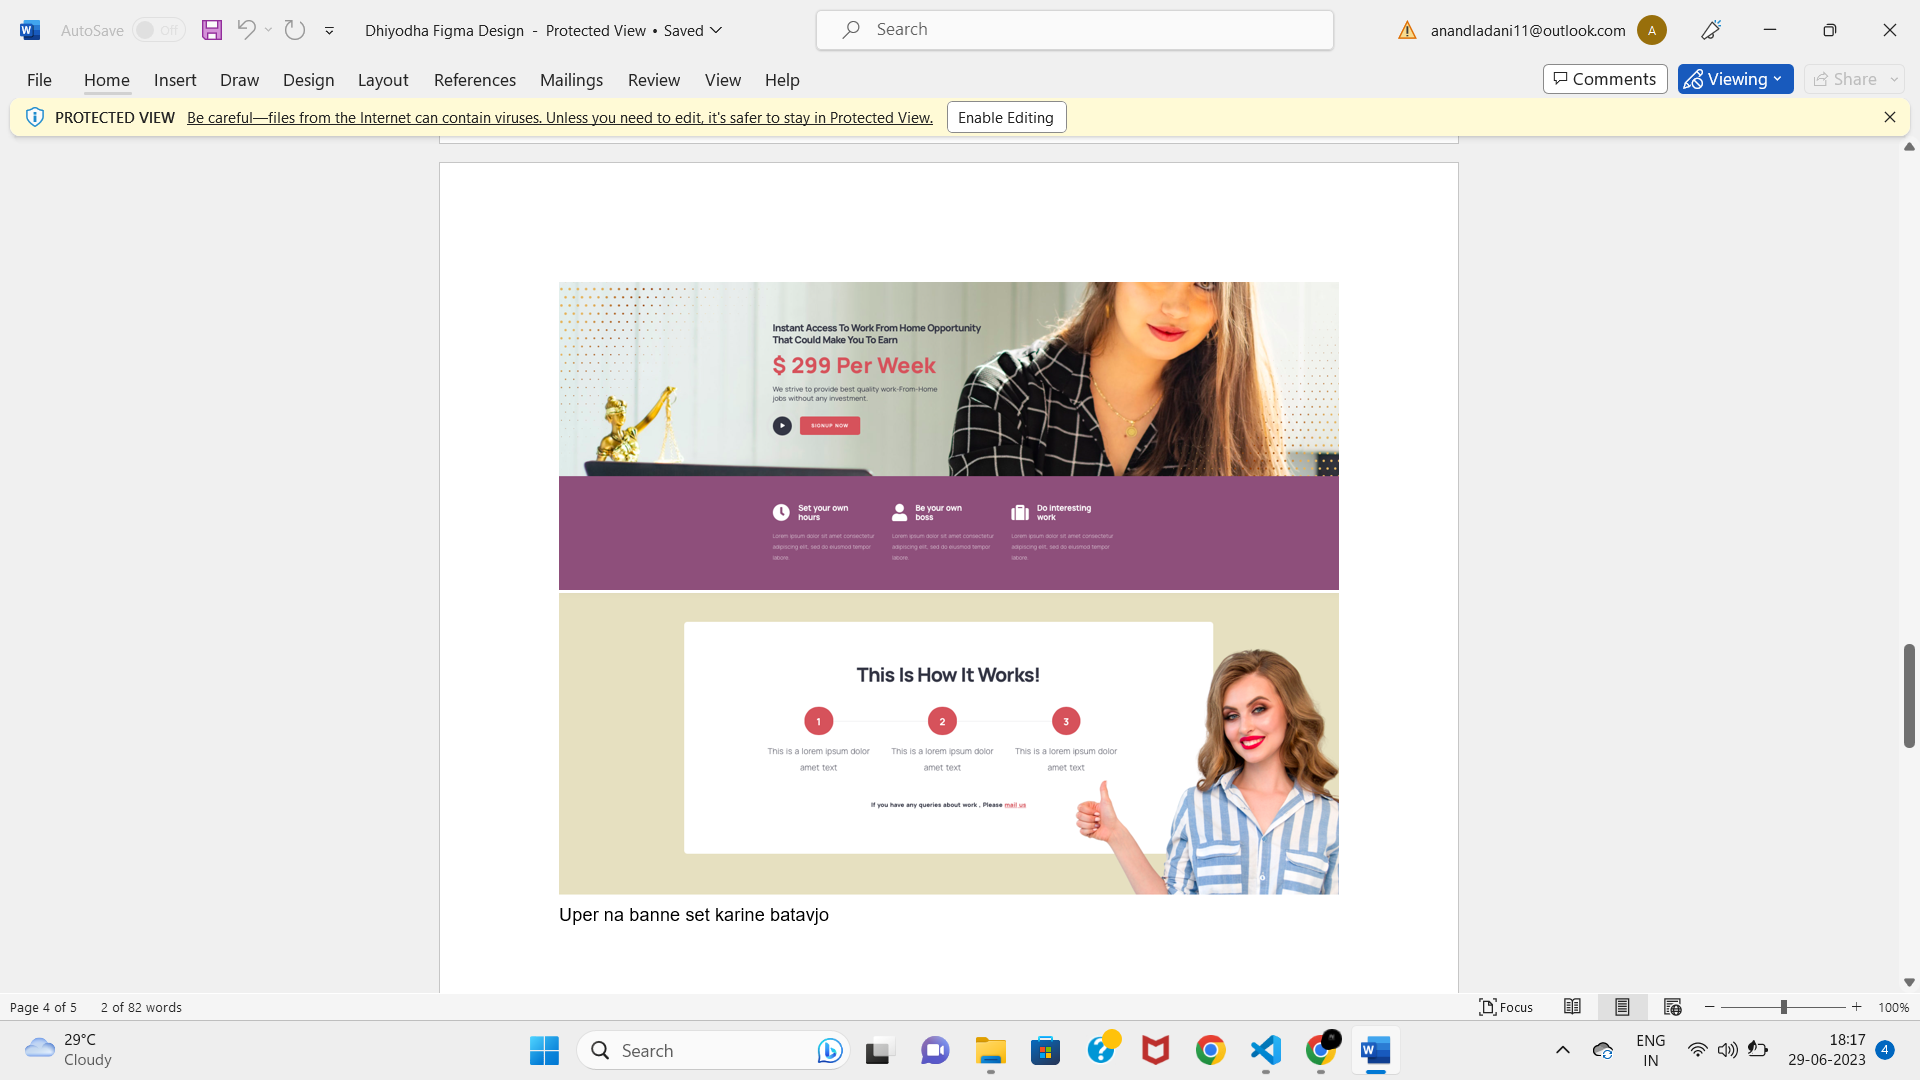 AutoSave Off Dhiyodha Figma Design - Protected View • Saved Search anandladani11@outlook.com A
File Home Insert Draw Design Layout References Mailings Review View Help Comments Viewing Share
PROTECTED VIEW Be careful—files from the Internet can contain viruses. Unless you need to edit, it's safer to stay in Protected View. Enable Editing
Instant Access To Work From Home Opportunity
That Could Make You To Earn
$ 299 Per Week
We strive to provide best quality work-From-Home
jobs without any investment.
SIGNUP NOW
Set your own
hours
Lorem ipsum dolor sit amet consectetur
adipiscing elit, sed do eiusmod tempor
labore.
Be your own
boss
Lorem ipsum dolor sit amet consectetur
adipiscing elit, sed do eiusmod tempor
labore.
Do interesting
work
Lorem ipsum dolor sit amet consectetur
adipiscing elit, sed do eiusmod tempor
labore.
This Is How It Works!
1 2 3
This is a lorem ipsum dolor
amet text
This is a lorem ipsum dolor
amet text
This is a lorem ipsum dolor
amet text
If you have any queries about work , Please mail us
Uper na banne set karine batavjo
Page 4 of 5 2 of 82 words Focus 100%
29°C
Cloudy
Search
ENG
IN
18:17
29-06-2023
4